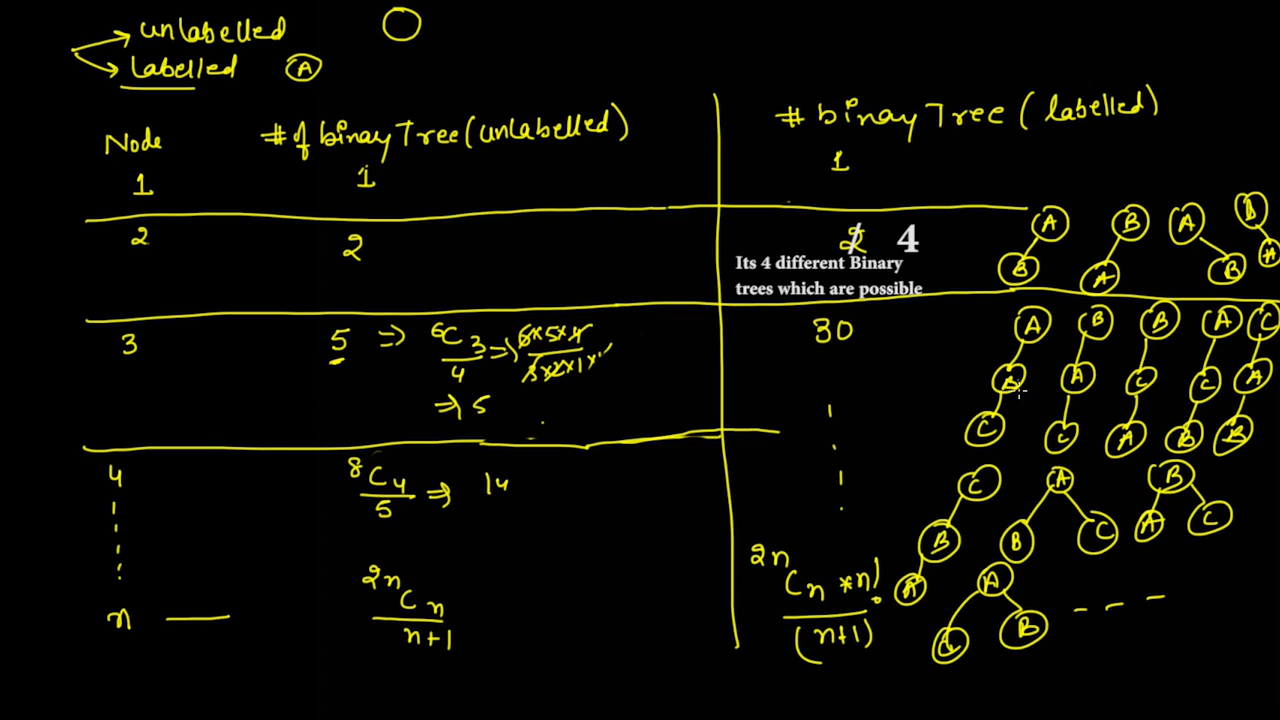 unlabelled
labelled A
Node # of binary Tree (unlabelled) # binary Tree (labelled)
1 1 1
2 2 2 4
Its 4 different Binary
trees which are possible
A B A B
B A B A
3 5 => 6C3/4 => 6×5×4/3×2×1×4 30
=> 5
A B B A C
B A C C A
C C A B B
4 8C4/5 => 14
C A B
B B C A C
A A
C B
n 2nCn/n+1 2nCn * n!/(n+1)